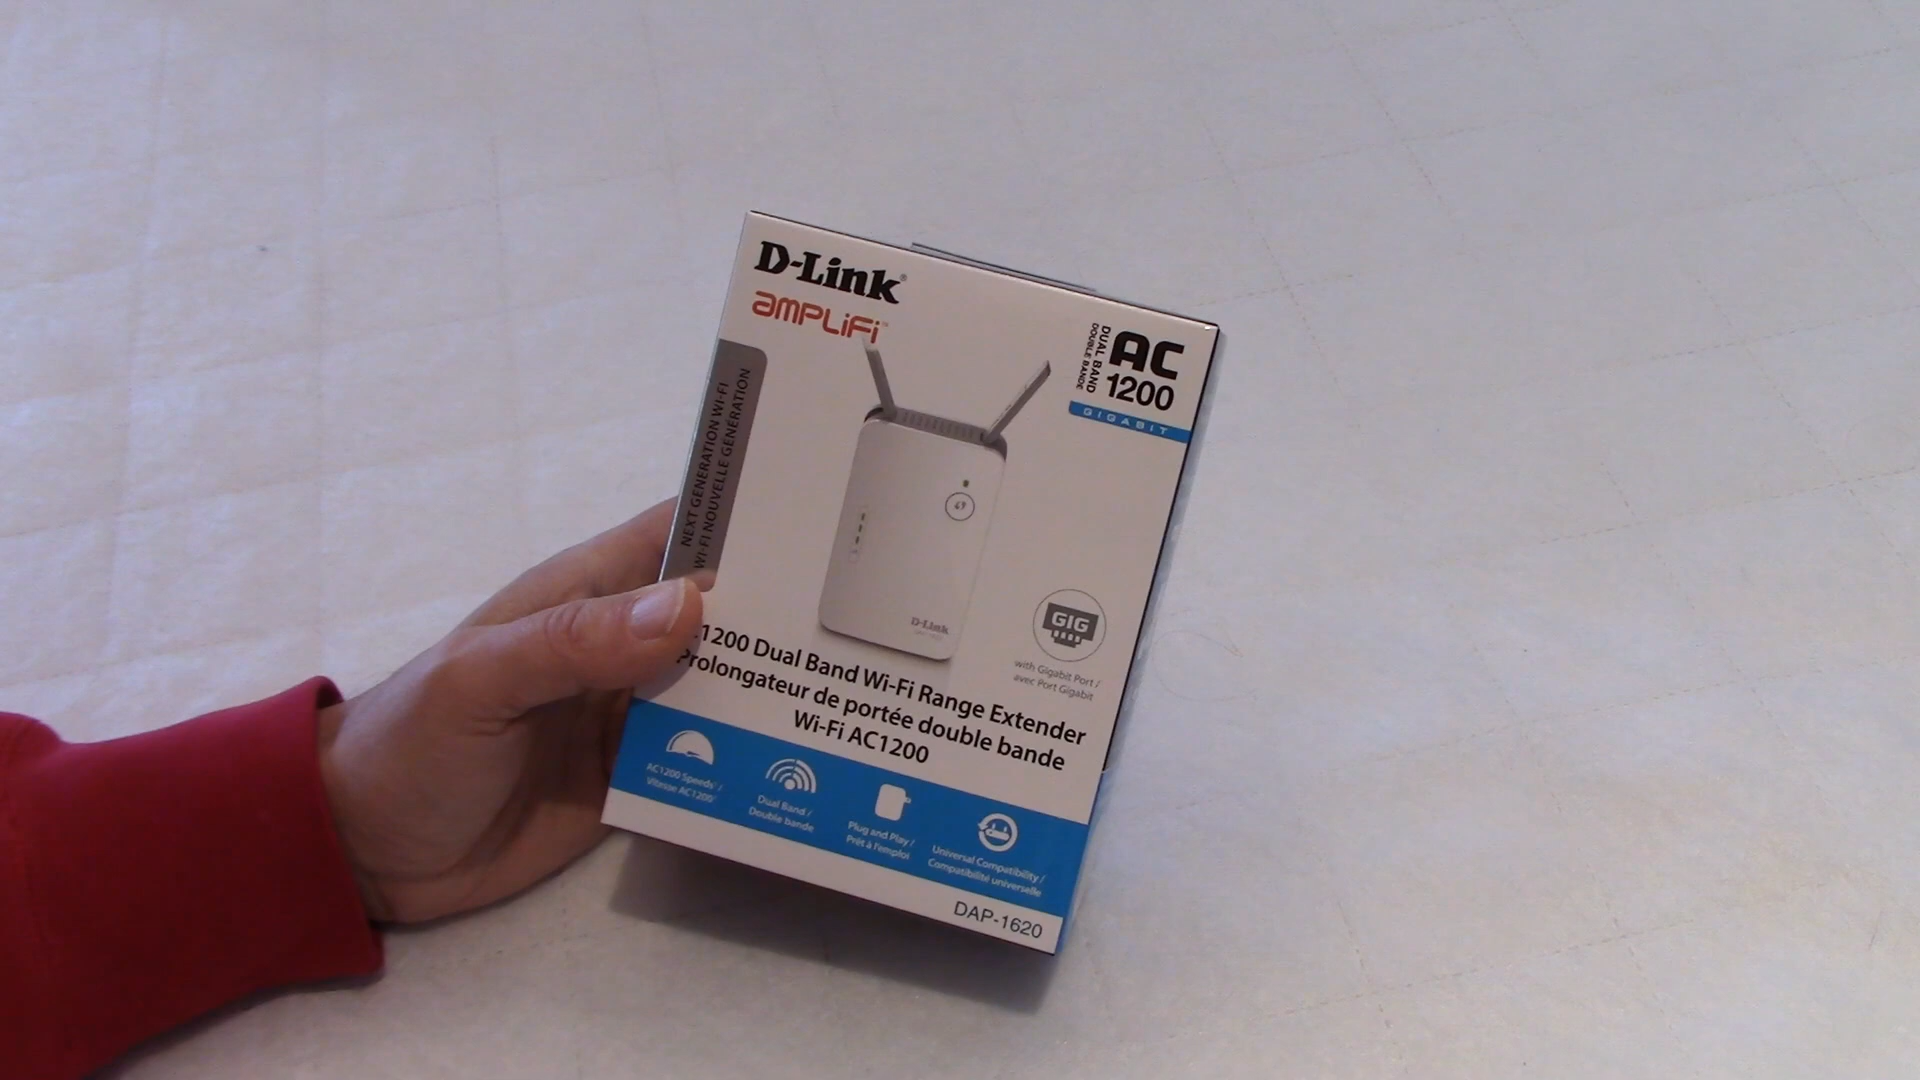 D-Link®
amplifi™
DUAL BAND
DOUBLE BANDE
AC
1200
GIGABIT
NEXT GENERATION WI-FI
WI-FI NOUVELLE GÉNÉRATION
D-Link
GIG
with Gigabit Port /
avec Port Gigabit
1200 Dual Band Wi-Fi Range Extender
Prolongateur de portée double bande
Wi-Fi AC1200
AC1200 Speeds /
Vitesse AC1200
Dual Band /
Double bande
Plug and Play /
Prêt à l'emploi
Universal Compatibility /
Compatibilité universelle
DAP-1620